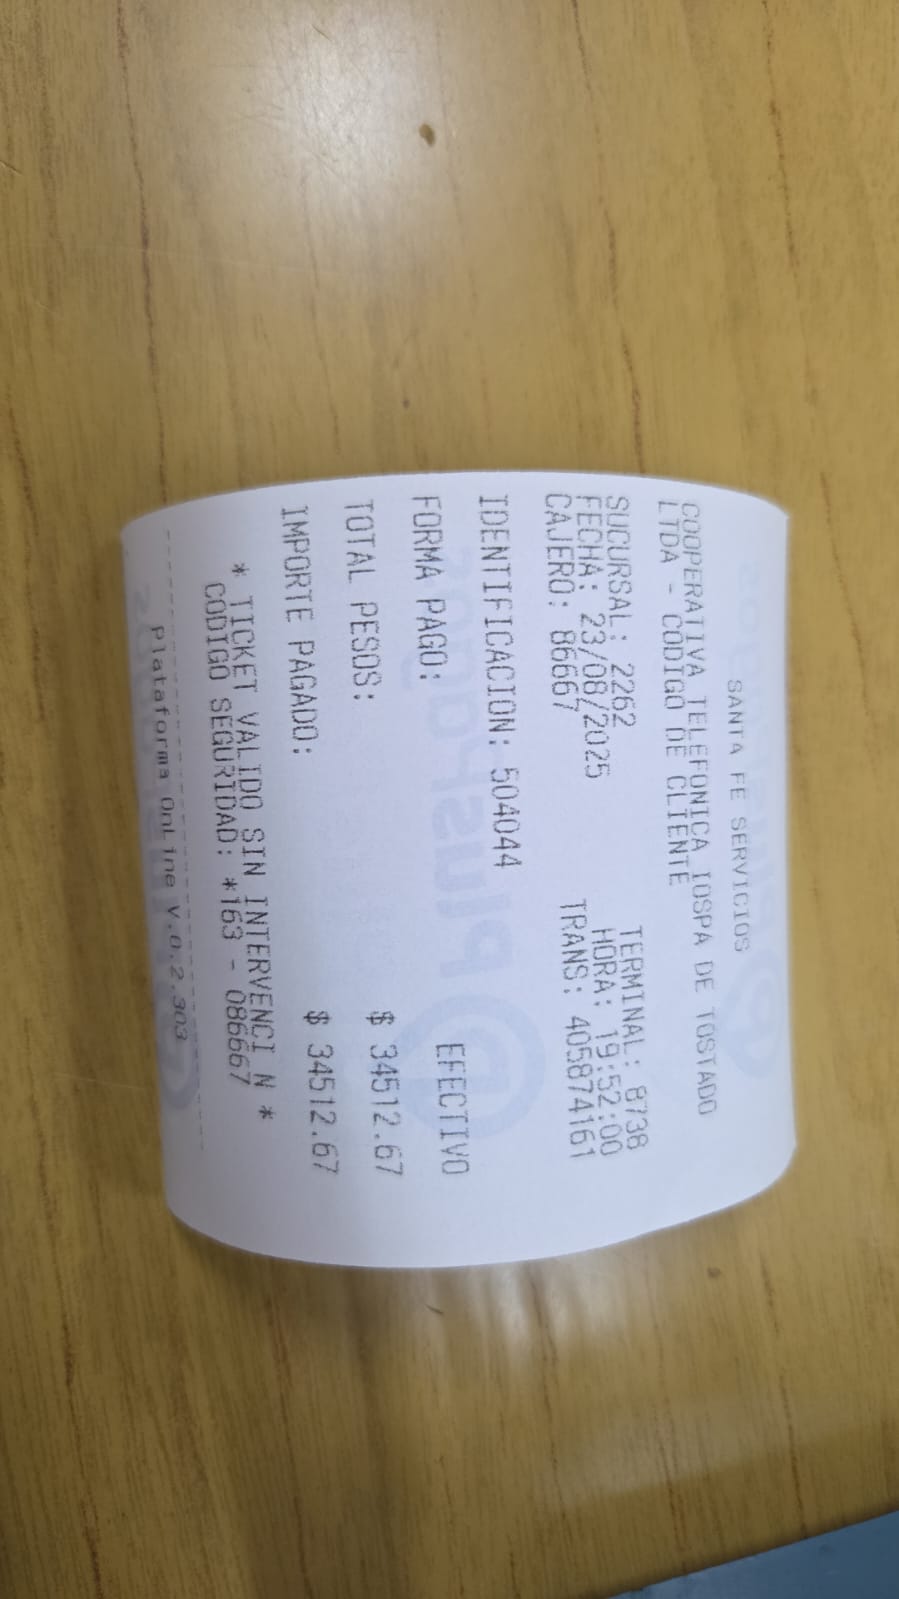 SANTA FE SERVICIOS
COOPERATIVA TELEFONICA IOSPA DE TOSTADO
LTDA - CODIGO DE CLIENTE
SUCURSAL: 2262 TERMINAL: 8738
FECHA: 23/08/2025 HORA: 19:52:00
CAJERO: 86667 TRANS: 405874161
IDENTIFICACION: 504044
FORMA PAGO: EFECTIVO
TOTAL PESOS: $ 34512.67
IMPORTE PAGADO: $ 34512.67
* TICKET VALIDO SIN INTERVENCI N *
CODIGO SEGURIDAD: *163 - 086667
Plataforma OnLine V.0.2.303